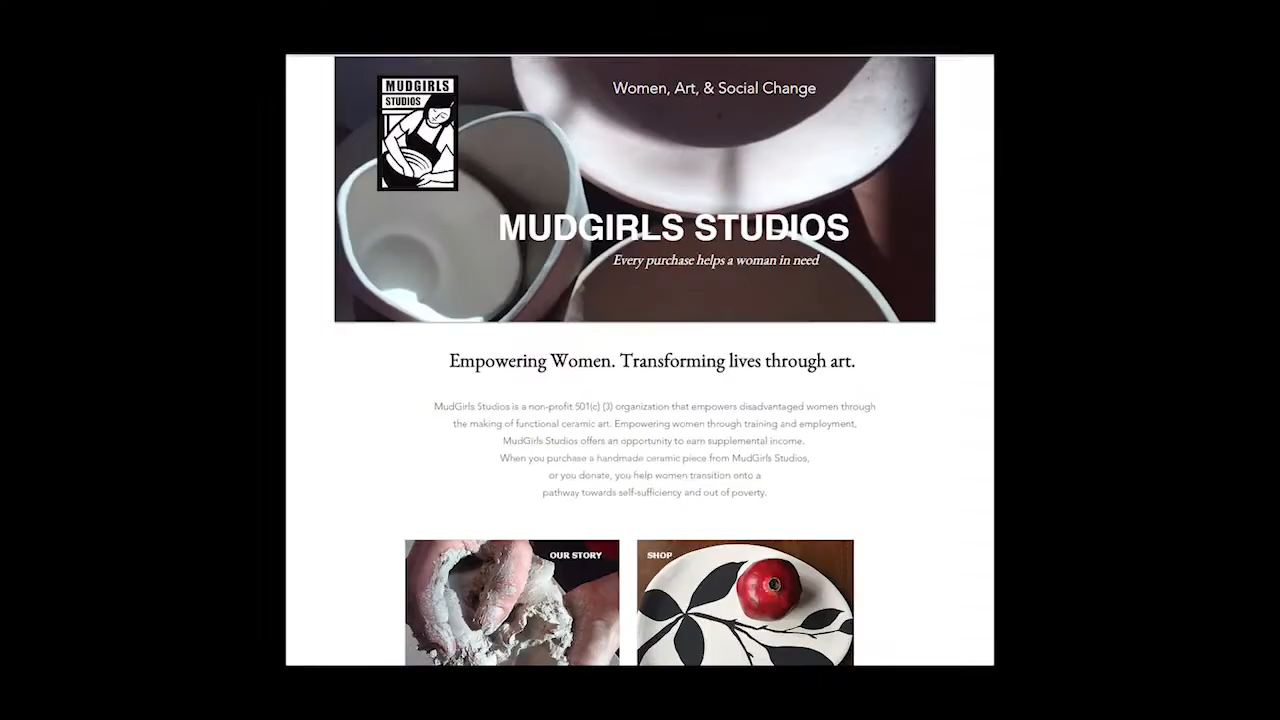 MUDGIRLS
STUDIOS
Women, Art, & Social Change
MUDGIRLS STUDIOS
Every purchase helps a woman in need
Empowering Women. Transforming lives through art.
MudGirls Studios is a non-profit 501(c) (3) organization that empowers disadvantaged women through
the making of functional ceramic art. Empowering women through training and employment,
MudGirls Studios offers an opportunity to earn supplemental income.
When you purchase a handmade ceramic piece from MudGirls Studios,
or you donate, you help women transition onto a
pathway towards self-sufficiency and out of poverty.
OUR STORY
SHOP